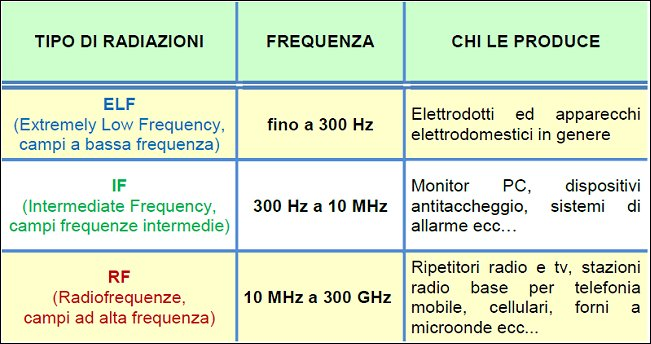 TIPO DI RADIAZIONI
FREQUENZA
CHI LE PRODUCE
ELF
(Extremely Low Frequency,
campi a bassa frequenza)
fino a 300 Hz
Elettrodotti ed apparecchi
elettrodomestici in genere
IF
(Intermediate Frequency,
campi frequenze intermedie)
300 Hz a 10 MHz
Monitor PC, dispositivi
antitaccheggio, sistemi di
allarme ecc…
RF
(Radiofrequenze,
campi ad alta frequenza)
10 MHz a 300 GHz
Ripetitori radio e tv, stazioni
radio base per telefonia
mobile, cellulari, forni a
microonde ecc...